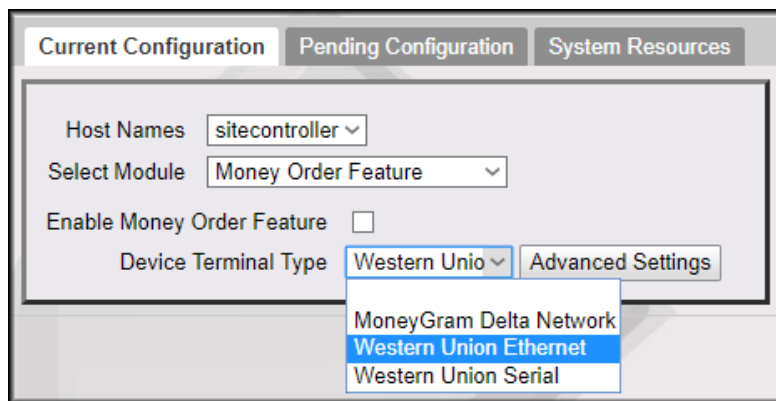 Current Configuration Pending Configuration System Resources
Host Names sitecontroller
Select Module Money Order Feature
Enable Money Order Feature
Device Terminal Type Western Unio Advanced Settings
MoneyGram Delta Network
Western Union Ethernet
Western Union Serial